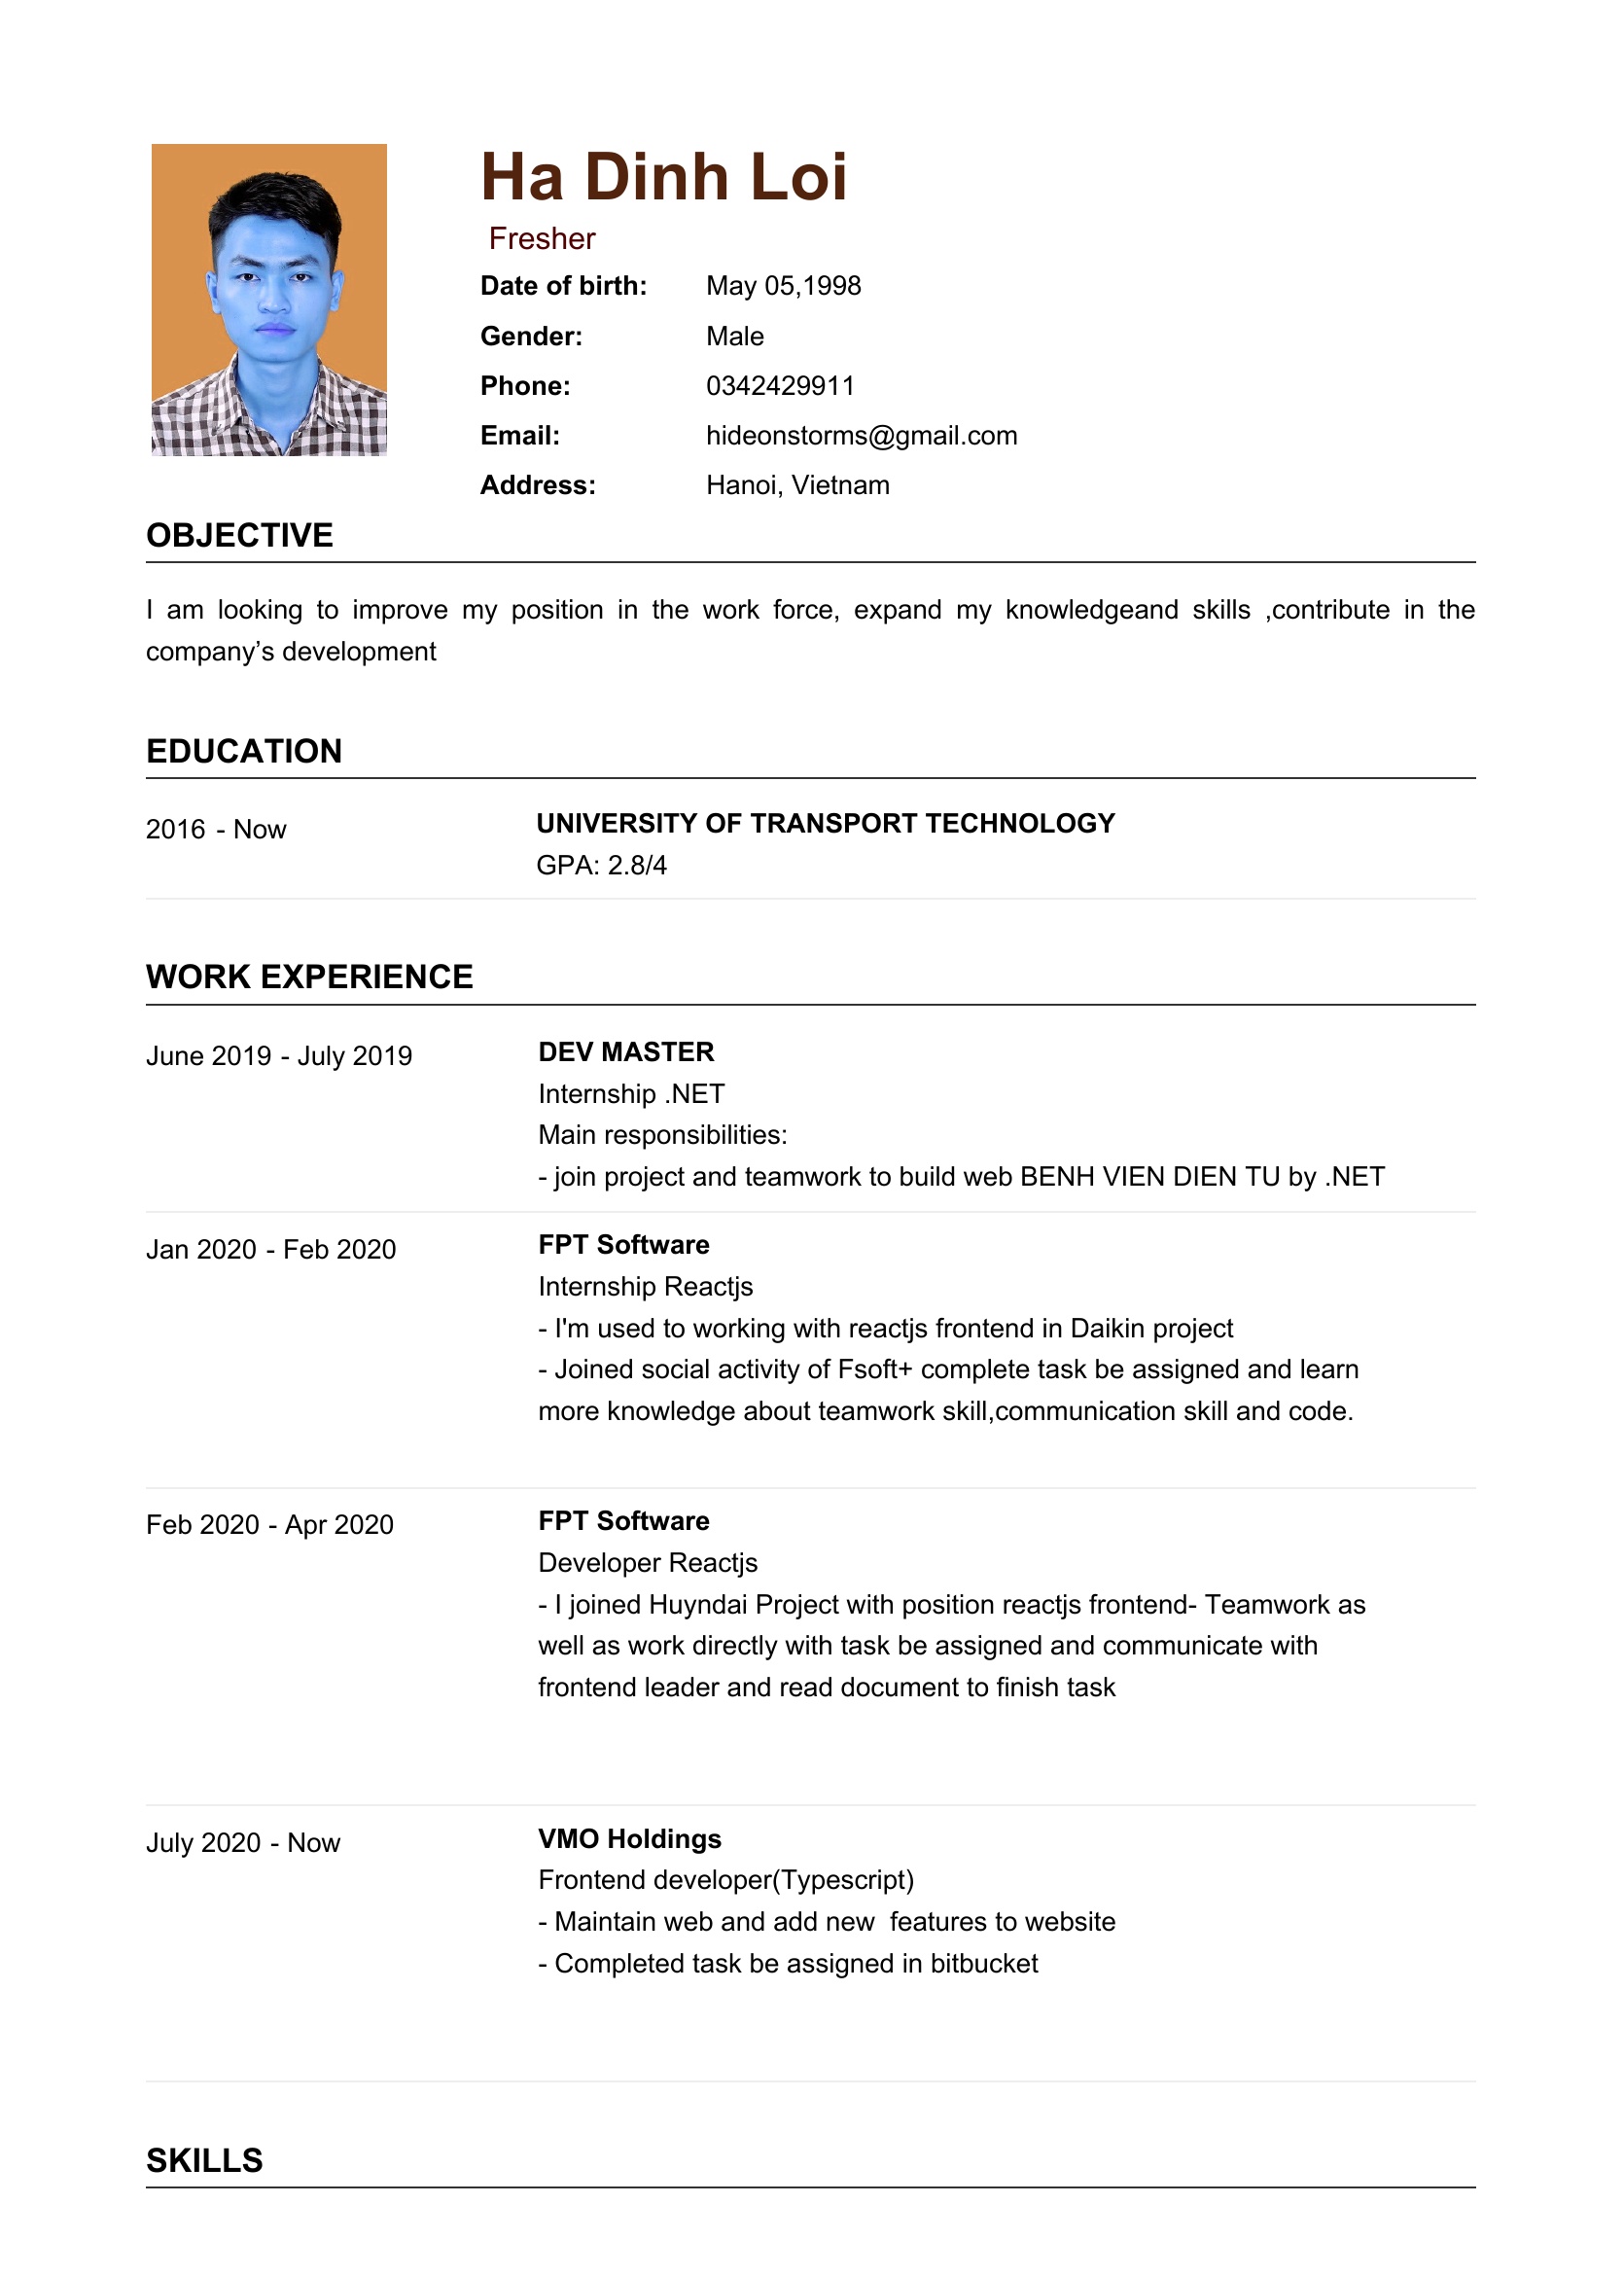 Ha Dinh Loi
Fresher
Date of birth: May 05,1998
Gender: Male
Phone: 0342429911
Email: hideonstorms@gmail.com
Address: Hanoi, Vietnam
OBJECTIVE
I am looking to improve my position in the work force, expand my knowledgeand skills ,contribute in the
company’s development
EDUCATION
2016 - Now UNIVERSITY OF TRANSPORT TECHNOLOGY
GPA: 2.8/4
WORK EXPERIENCE
June 2019 - July 2019 DEV MASTER
Internship .NET
Main responsibilities:
- join project and teamwork to build web BENH VIEN DIEN TU by .NET
Jan 2020 - Feb 2020 FPT Software
Internship Reactjs
- I'm used to working with reactjs frontend in Daikin project
- Joined social activity of Fsoft+ complete task be assigned and learn
more knowledge about teamwork skill,communication skill and code.
Feb 2020 - Apr 2020 FPT Software
Developer Reactjs
- I joined Huyndai Project with position reactjs frontend- Teamwork as
well as work directly with task be assigned and communicate with
frontend leader and read document to finish task
July 2020 - Now VMO Holdings
Frontend developer(Typescript)
- Maintain web and add new  features to website
- Completed task be assigned in bitbucket
SKILLS